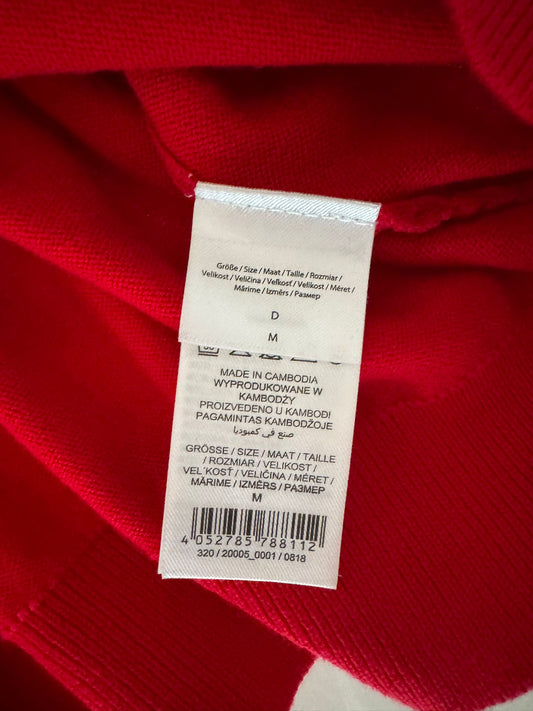 Größe / Size / Maat / Taille / Rozmiar /
Velikost / Veličina / Veľkosť / Velikost / Méret /
Mărime / Izmērs / Размер
D
M
MADE IN CAMBODIA
WYPRODUKOWANE W
KAMBODŻY
PROIZVEDENO U KAMBODI
PAGAMINTAS KAMBODŽOJE
صنع في كمبوديا
GRÖSSE / SIZE / MAAT / TAILLE
/ ROZMIAR / VELIKOST /
VEL´KOSŤ / VELIČINA / MÉRET /
MĂRIME / IZMĒRS / РАЗМЕР
M
4 052785 788112
320 / 20005_0001 / 0818